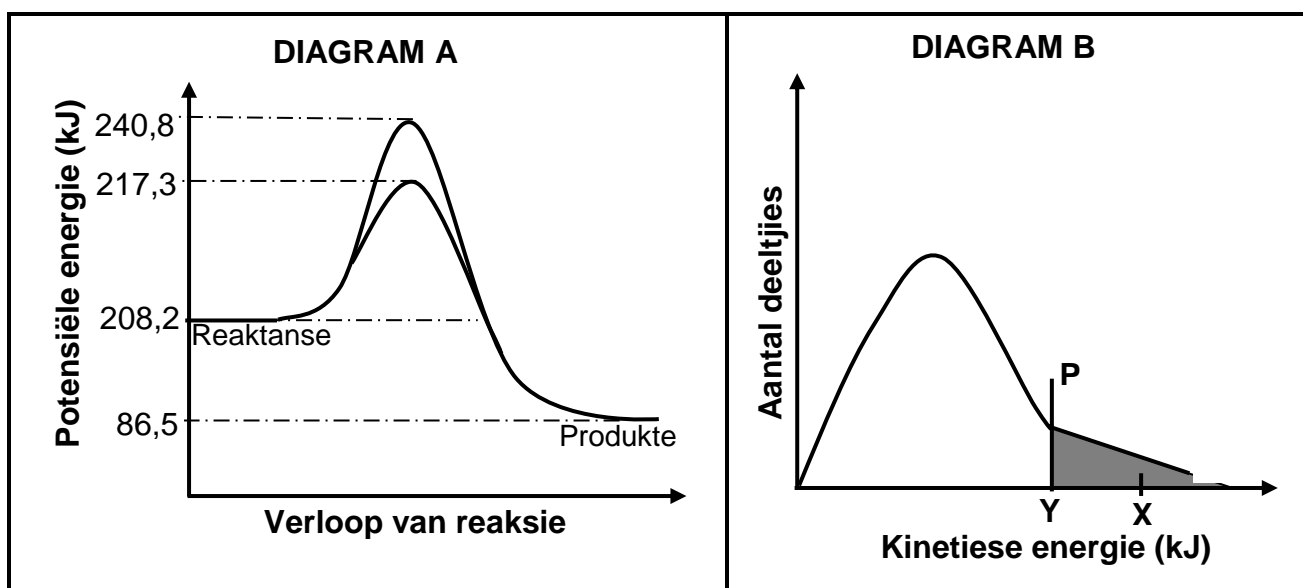 DIAGRAM A
Potensiële energie (kJ)
240,8
217,3
208,2
Reaktanse
86,5
Produkte
Verloop van reaksie
DIAGRAM B
Aantal deeltjies
P
Y
X
Kinetiese energie (kJ)